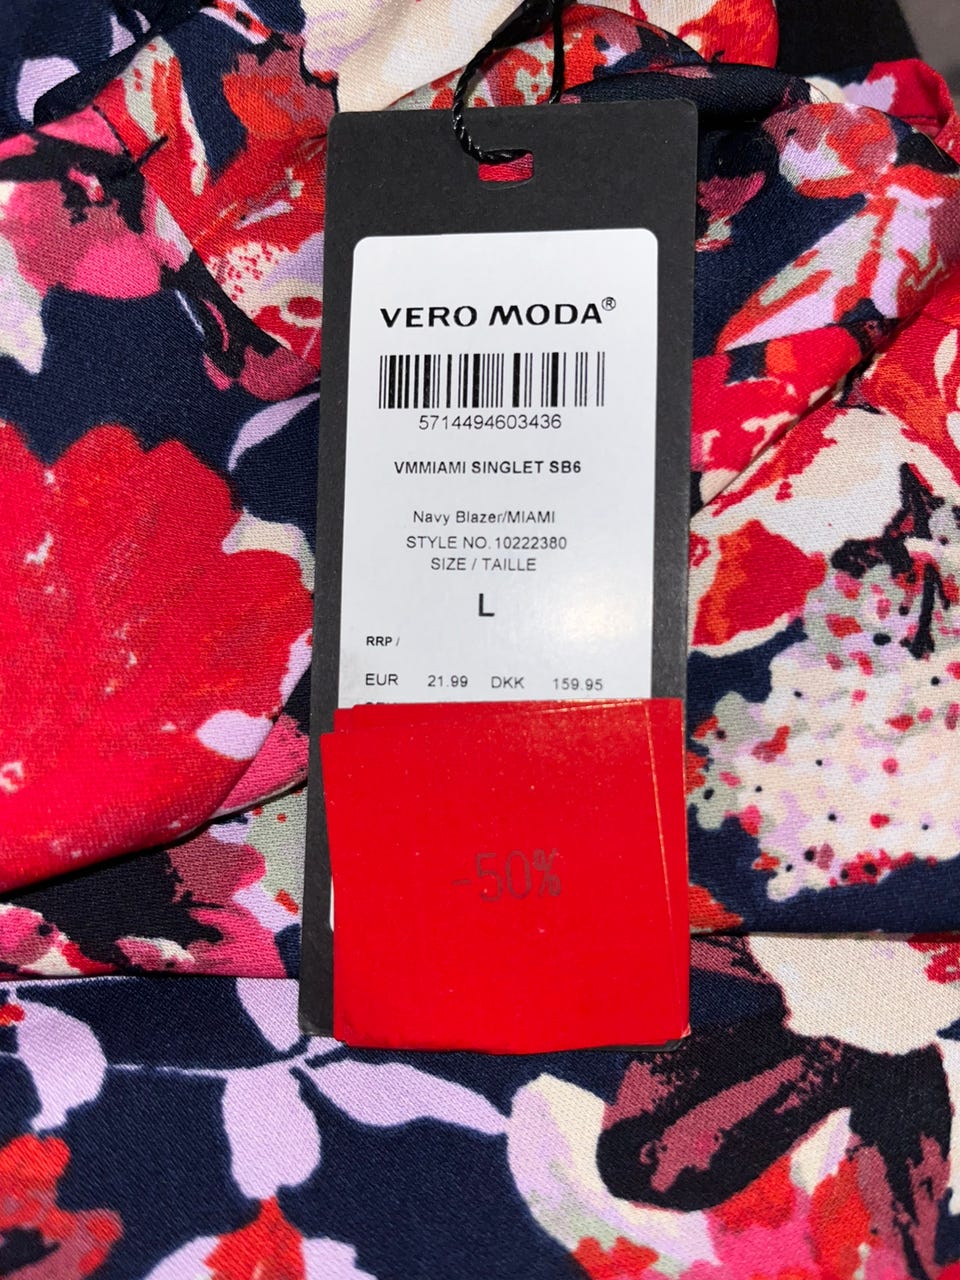 VERO MODA®
5714494603436
VMMIAMI SINGLET SB6
Navy Blazer/MIAMI
STYLE NO.10222380
SIZE / TAILLE
L
RRP /
EUR 21.99 DKK 159.95
-50%